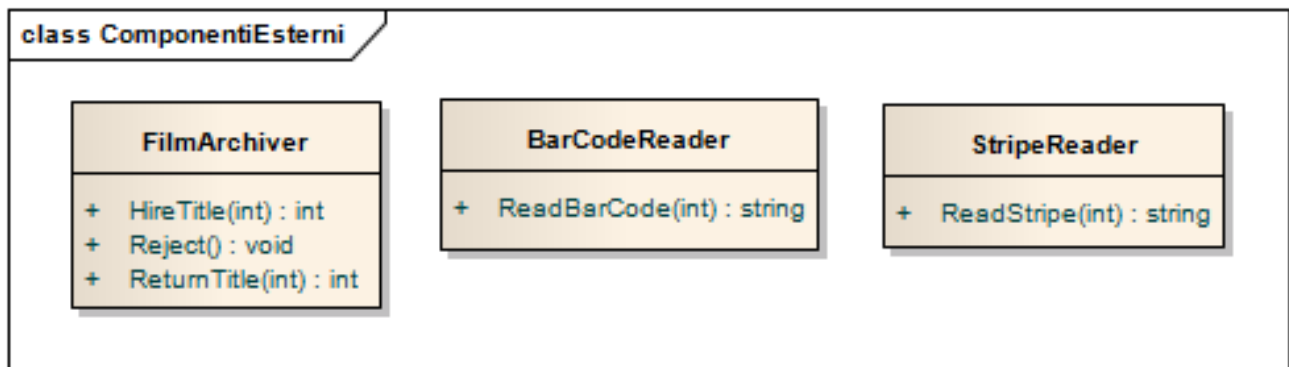 class ComponentiEsterni
FilmArchiver
+ HireTitle(int) : int
+ Reject() : void
+ ReturnTitle(int) : int
BarCodeReader
+ ReadBarCode(int) : string
StripeReader
+ ReadStripe(int) : string